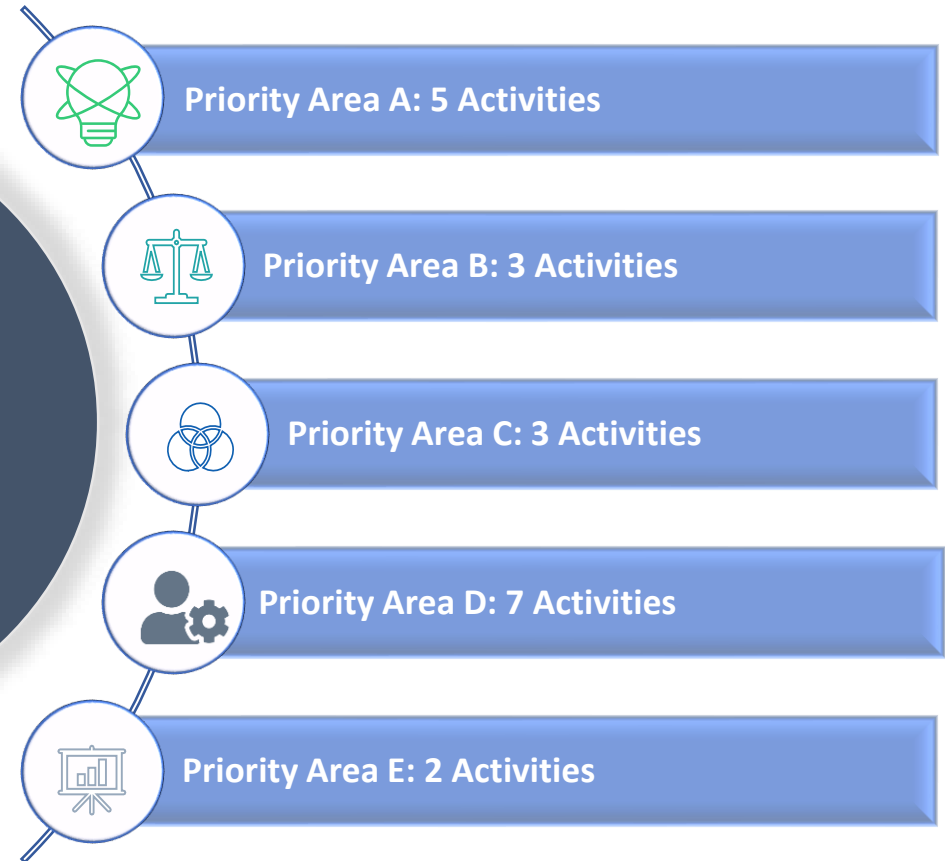 Priority Area A: 5 Activities
Priority Area B: 3 Activities
Priority Area C: 3 Activities
Priority Area D: 7 Activities
Priority Area E: 2 Activities